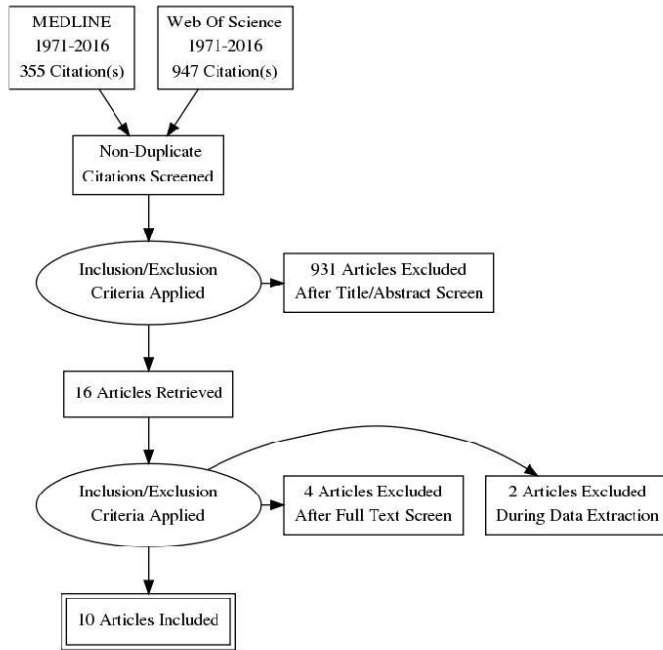 MEDLINE
1971-2016
355 Citation(s)
Web Of Science
1971-2016
947 Citation(s)
Non-Duplicate
Citations Screened
Inclusion/Exclusion
Criteria Applied
931 Articles Excluded
After Title/Abstract Screen
16 Articles Retrieved
Inclusion/Exclusion
Criteria Applied
4 Articles Excluded
After Full Text Screen
2 Articles Excluded
During Data Extraction
10 Articles Included